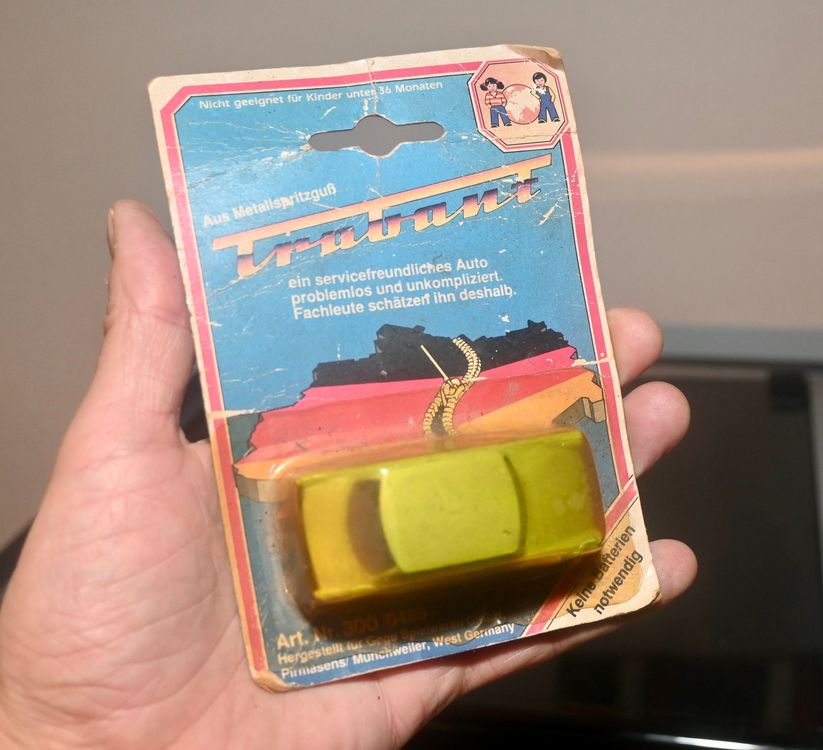 Nicht geeignet für Kinder unter 36 Monaten
Aus Metallspritzguß
Trabant
ein servicefreundliches Auto
problemlos und unkompliziert.
Fachleute schätzen ihn deshalb.
Keine Batterien
notwendig
Art. Nr. 300
Hergestellt für
Pirmasens/ Münchweiler, West Germany